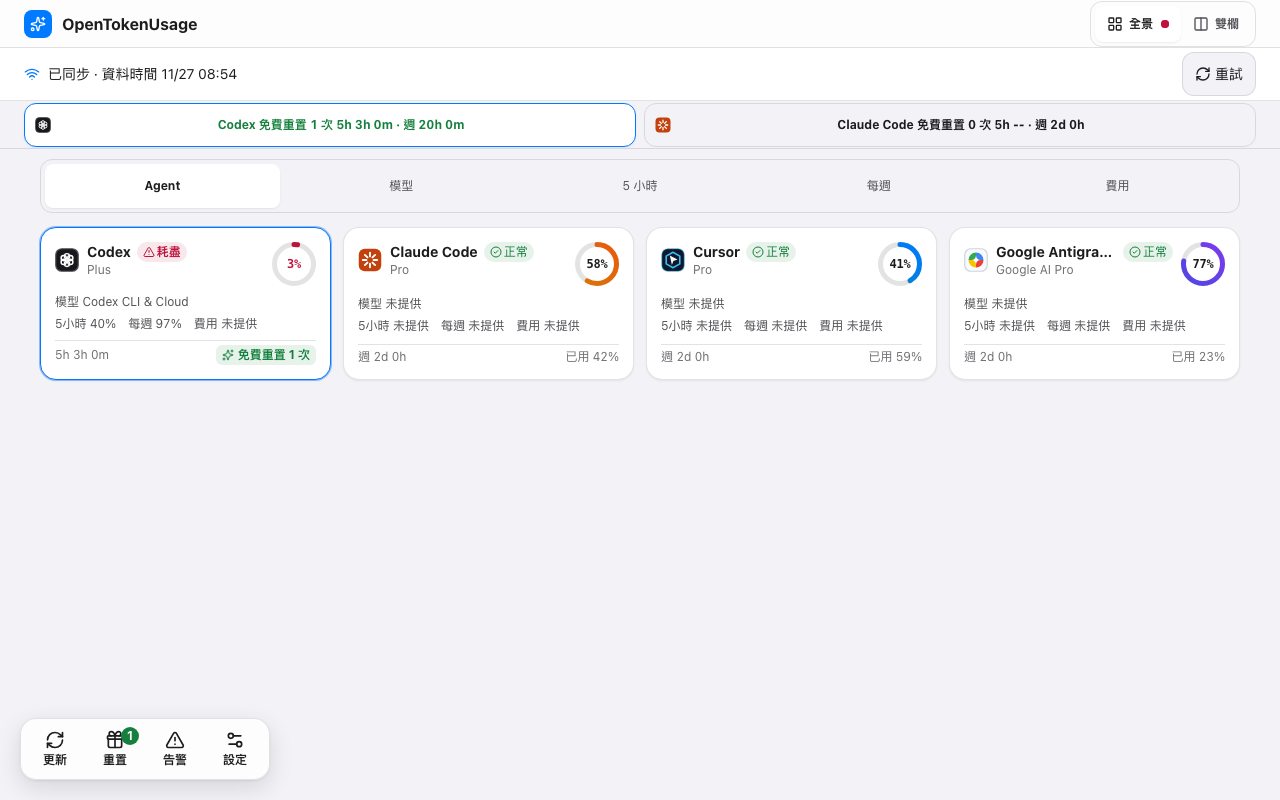 OpenTokenUsage
全景
雙欄
已同步 · 資料時間 11/27 08:54
重試
Codex 免費重置 1 次 5h 3h 0m · 週 20h 0m
Claude Code 免費重置 0 次 5h -- · 週 2d 0h
Agent
模型
5 小時
每週
費用
Codex 耗盡
Plus
3%
模型 Codex CLI & Cloud
5小時 40% 每週 97% 費用 未提供
5h 3h 0m
免費重置 1 次
Claude Code 正常
Pro
58%
模型 未提供
5小時 未提供 每週 未提供 費用 未提供
週 2d 0h
已用 42%
Cursor 正常
Pro
41%
模型 未提供
5小時 未提供 每週 未提供 費用 未提供
週 2d 0h
已用 59%
Google Antigra... 正常
Google AI Pro
77%
模型 未提供
5小時 未提供 每週 未提供 費用 未提供
週 2d 0h
已用 23%
更新
1
重置
告警
設定